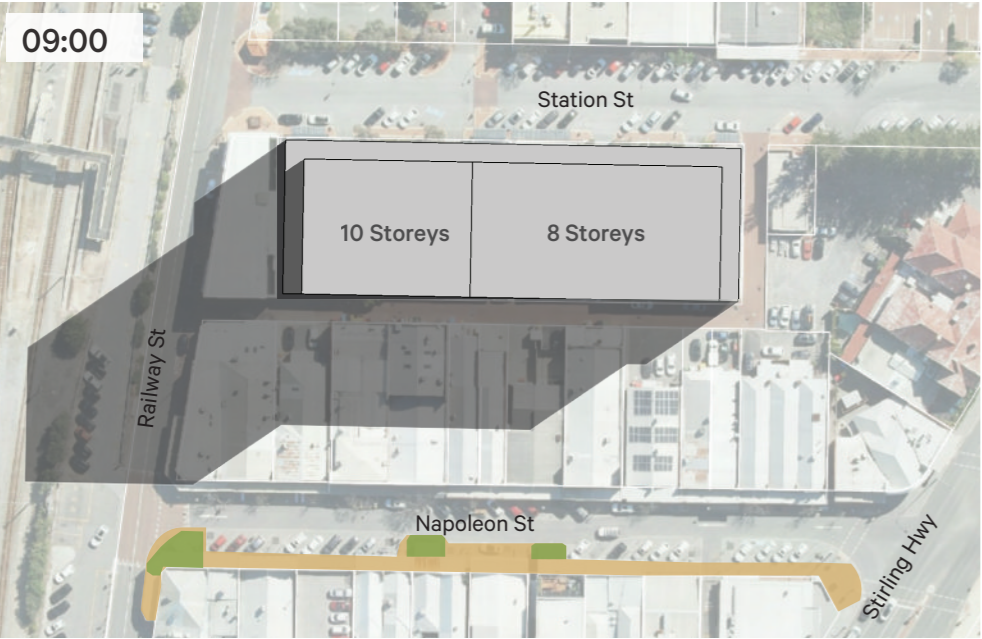 09:00
Station St
10 Storeys
8 Storeys
Railway St
Napoleon St
Stirling Hwy